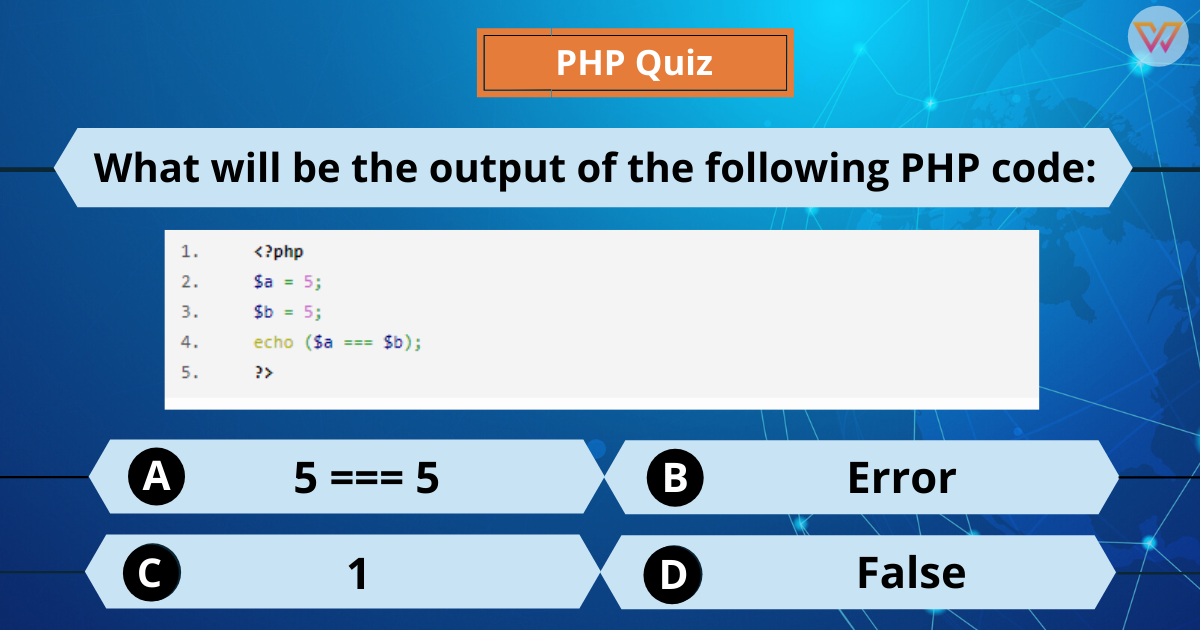 PHP Quiz
What will be the output of the following PHP code:
1. <?php
2. $a = 5;
3. $b = 5;
4. echo ($a === $b);
5. ?>
A 5 === 5
B Error
C 1
D False